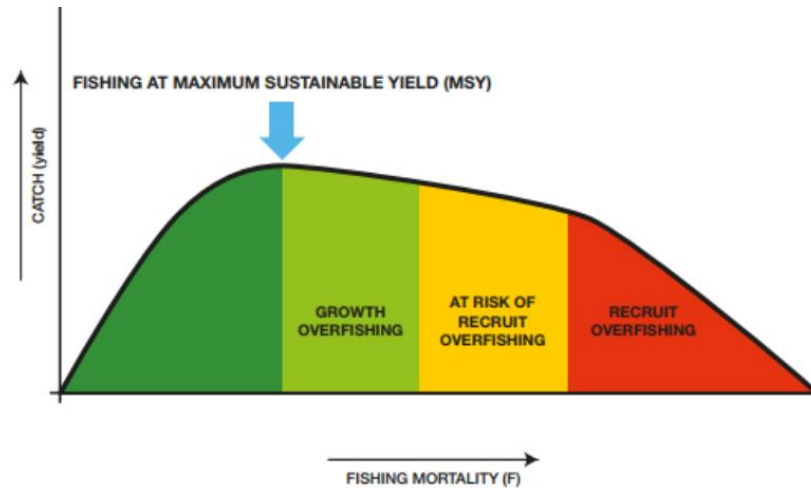 FISHING AT MAXIMUM SUSTAINABLE YIELD (MSY)
CATCH (yield)
GROWTH
OVERFISHING
AT RISK OF
RECRUIT
OVERFISHING
RECRUIT
OVERFISHING
FISHING MORTALITY (F)